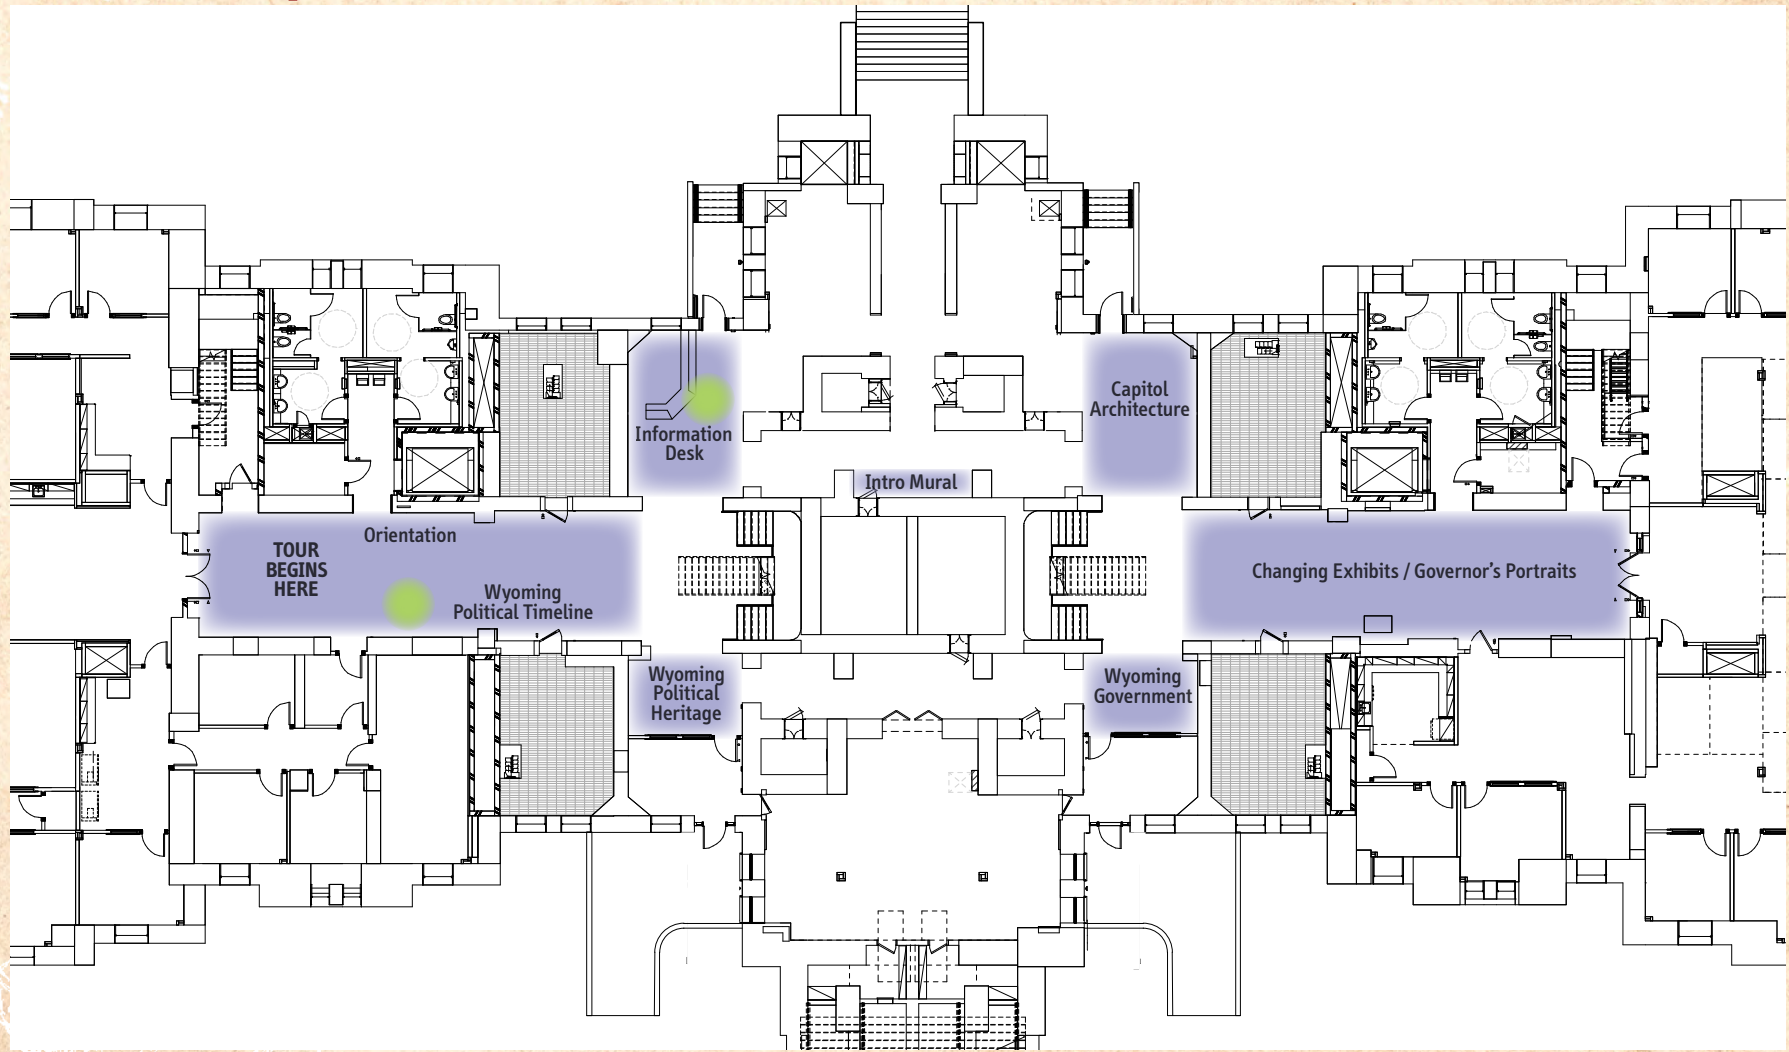 Capitol
Architecture
Information
Desk
Intro Mural
Orientation
TOUR
BEGINS
HERE
Wyoming
Political Timeline
Changing Exhibits / Governor's Portraits
Wyoming
Political
Heritage
Wyoming
Government